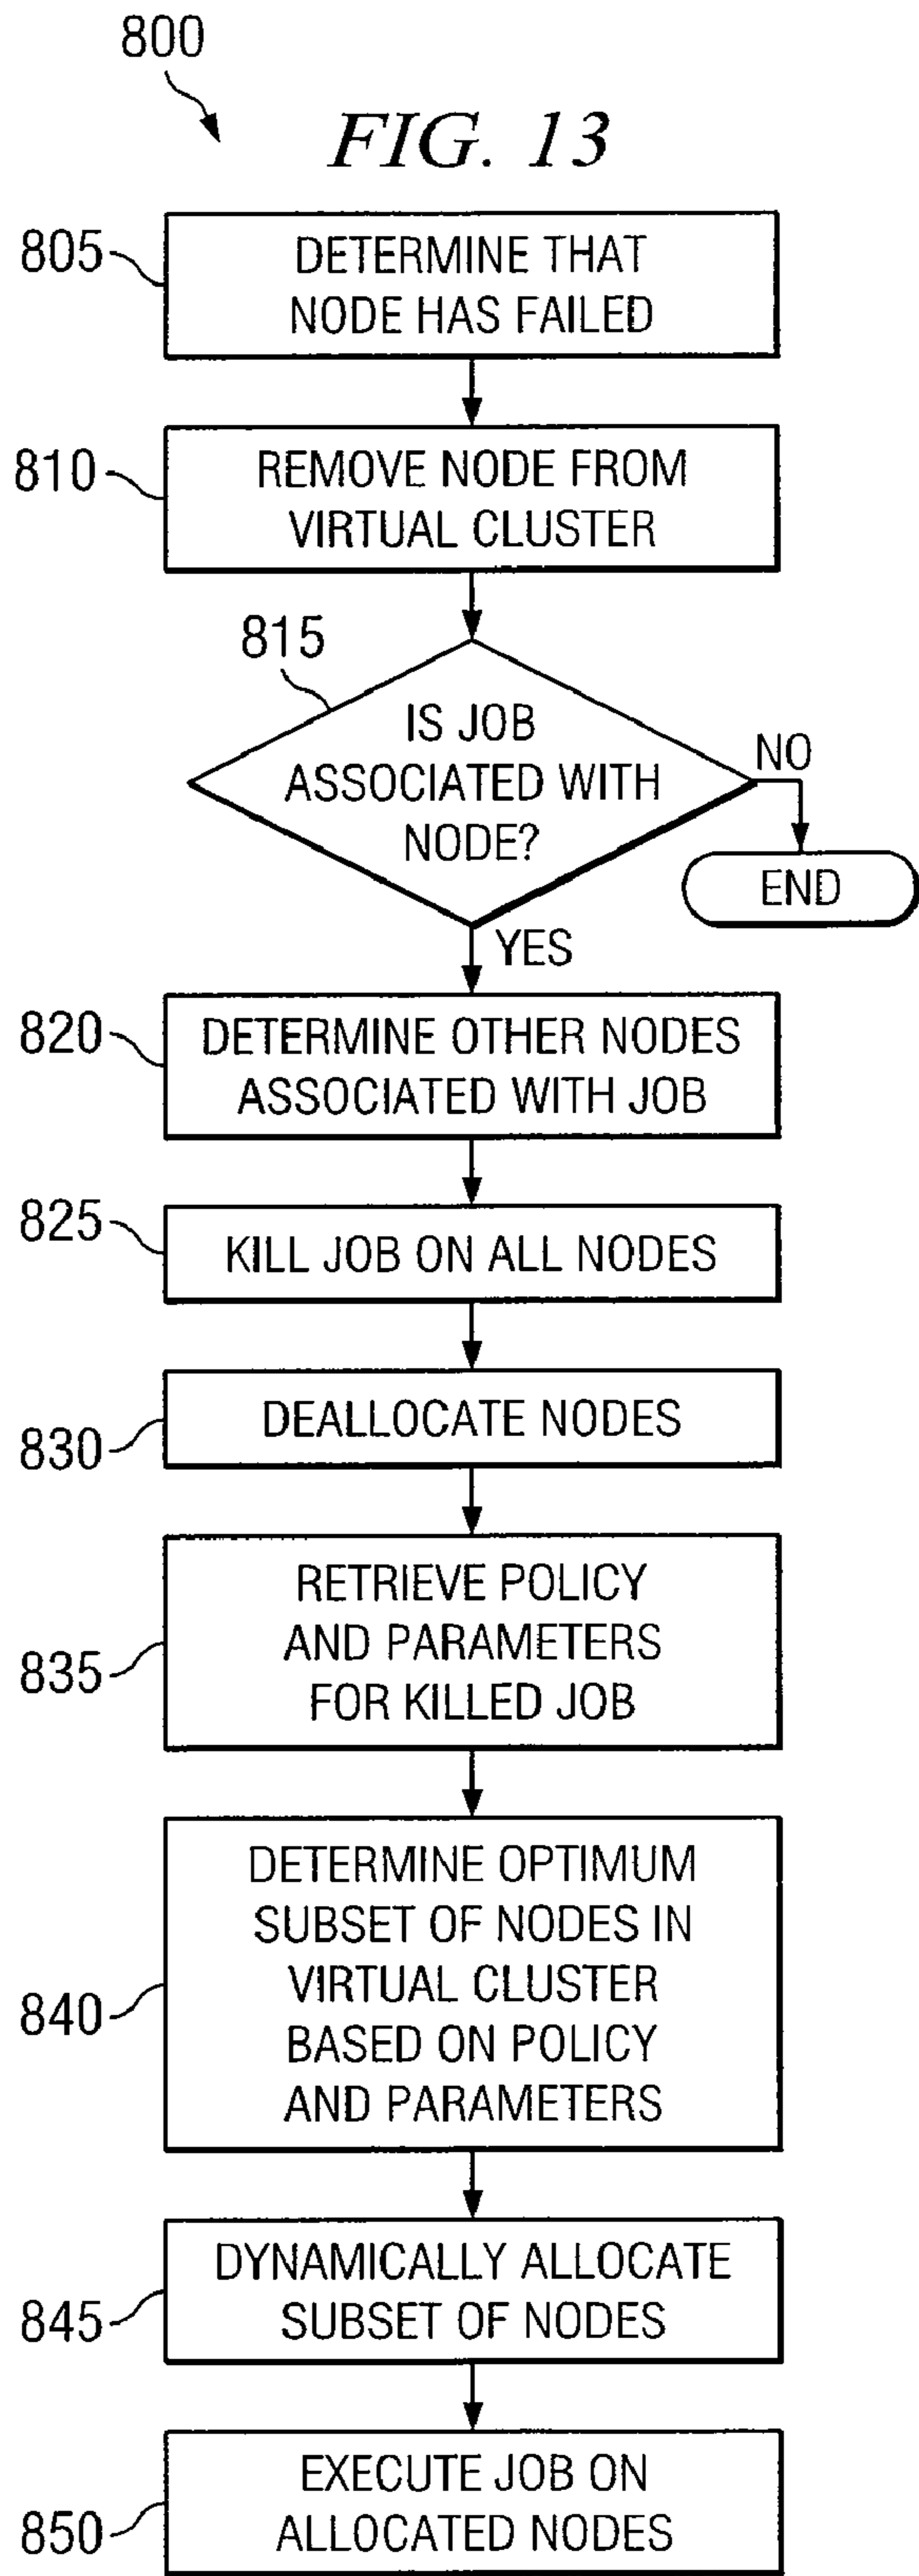 800
FIG. 13
805
DETERMINE THAT
NODE HAS FAILED
810
REMOVE NODE FROM
VIRTUAL CLUSTER
815
IS JOB
ASSOCIATED WITH
NODE?
NO
END
YES
820
DETERMINE OTHER NODES
ASSOCIATED WITH JOB
825
KILL JOB ON ALL NODES
830
DEALLOCATE NODES
835
RETRIEVE POLICY
AND PARAMETERS
FOR KILLED JOB
840
DETERMINE OPTIMUM
SUBSET OF NODES IN
VIRTUAL CLUSTER
BASED ON POLICY
AND PARAMETERS
845
DYNAMICALLY ALLOCATE
SUBSET OF NODES
850
EXECUTE JOB ON
ALLOCATED NODES